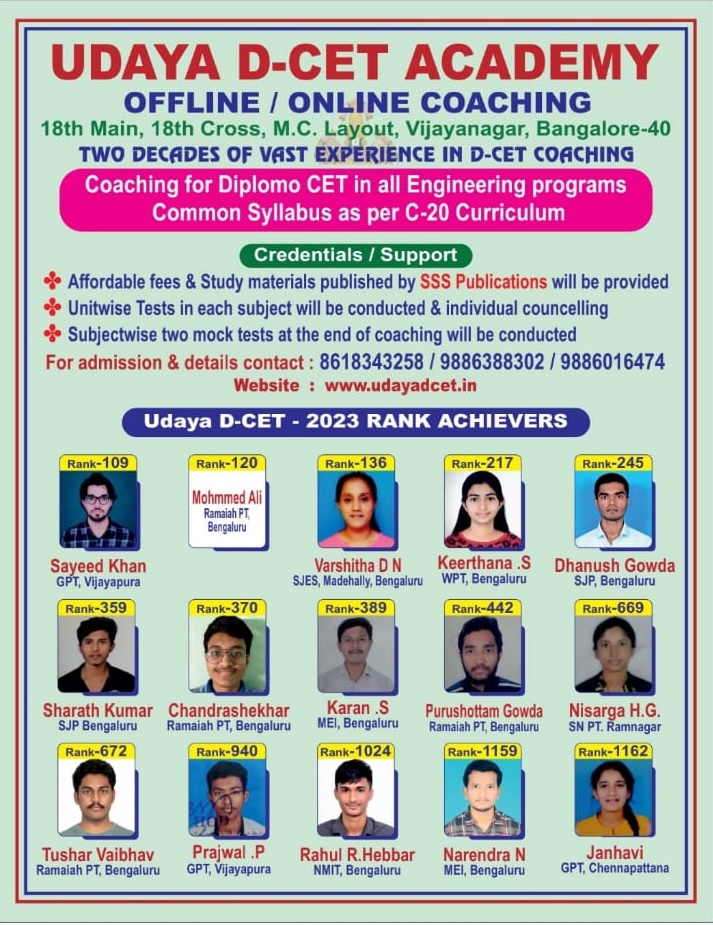 UDAYA D-CET ACADEMY
OFFLINE / ONLINE COACHING
18th Main, 18th Cross, M.C. Layout, Vijayanagar, Bangalore-40
TWO DECADES OF VAST EXPERIENCE IN D-CET COACHING
Coaching for Diplomo CET in all Engineering programs
Common Syllabus as per C-20 Curriculum
Credentials / Support
Affordable fees & Study materials published by SSS Publications will be provided
Unitwise Tests in each subject will be conducted & individual councelling
Subjectwise two mock tests at the end of coaching will be conducted
For admission & details contact : 8618343258 / 9886388302 / 9886016474
Website : www.udayadcet.in
Udaya D-CET - 2023 RANK ACHIEVERS
Rank-109
Sayeed Khan
GPT, Vijayapura
Rank-120
Mohmmed Ali
Ramaiah PT,
Bengaluru
Rank-136
Varshitha D N
SJES, Madehally, Bengaluru
Rank-217
Keerthana .S
WPT, Bengaluru
Rank-245
Dhanush Gowda
SJP, Bengaluru
Rank-359
Sharath Kumar
SJP Bengaluru
Rank-370
Chandrashekhar
Ramaiah PT, Bengaluru
Rank-389
Karan .S
MEI, Bengaluru
Rank-442
Purushottam Gowda
Ramaiah PT, Bengaluru
Rank-669
Nisarga H.G.
SN PT. Ramnagar
Rank-672
Tushar Vaibhav
Ramaiah PT, Bengaluru
Rank-940
Prajwal .P
GPT, Vijayapura
Rank-1024
Rahul R.Hebbar
NMIT, Bengaluru
Rank-1159
Narendra N
MEI, Bengaluru
Rank-1162
Janhavi
GPT, Chennapattana